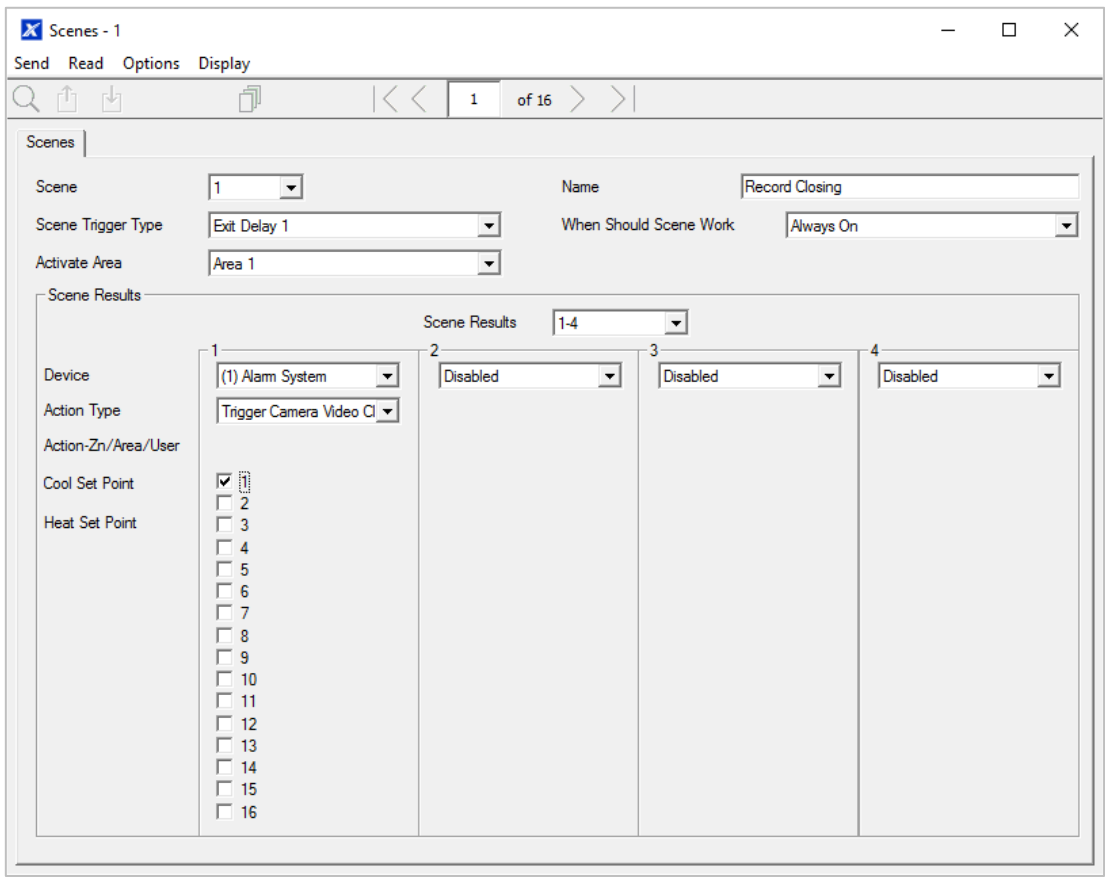 Scenes - 1
Send Read Options Display
1 of 16
Scenes
Scene 1 Name Record Closing
Scene Trigger Type Exit Delay 1 When Should Scene Work Always On
Activate Area Area 1
Scene Results
Scene Results 1-4
1 2 3 4
Device (1) Alarm System Disabled Disabled Disabled
Action Type Trigger Camera Video Cl
Action-Zn/Area/User
Cool Set Point 1
2
Heat Set Point 3
4
5
6
7
8
9
10
11
12
13
14
15
16